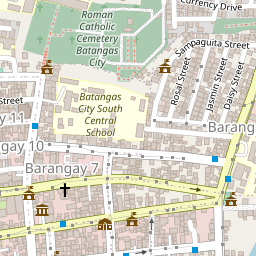 Currency Drive
Roman
Catholic
Cemetery
Batangas
City
Sampaguita Street
Rosal Street
Jasmin Street
Daisy Street
Batangas
City South
Central
School
Street
11
Barang
gay 10
Barangay 7